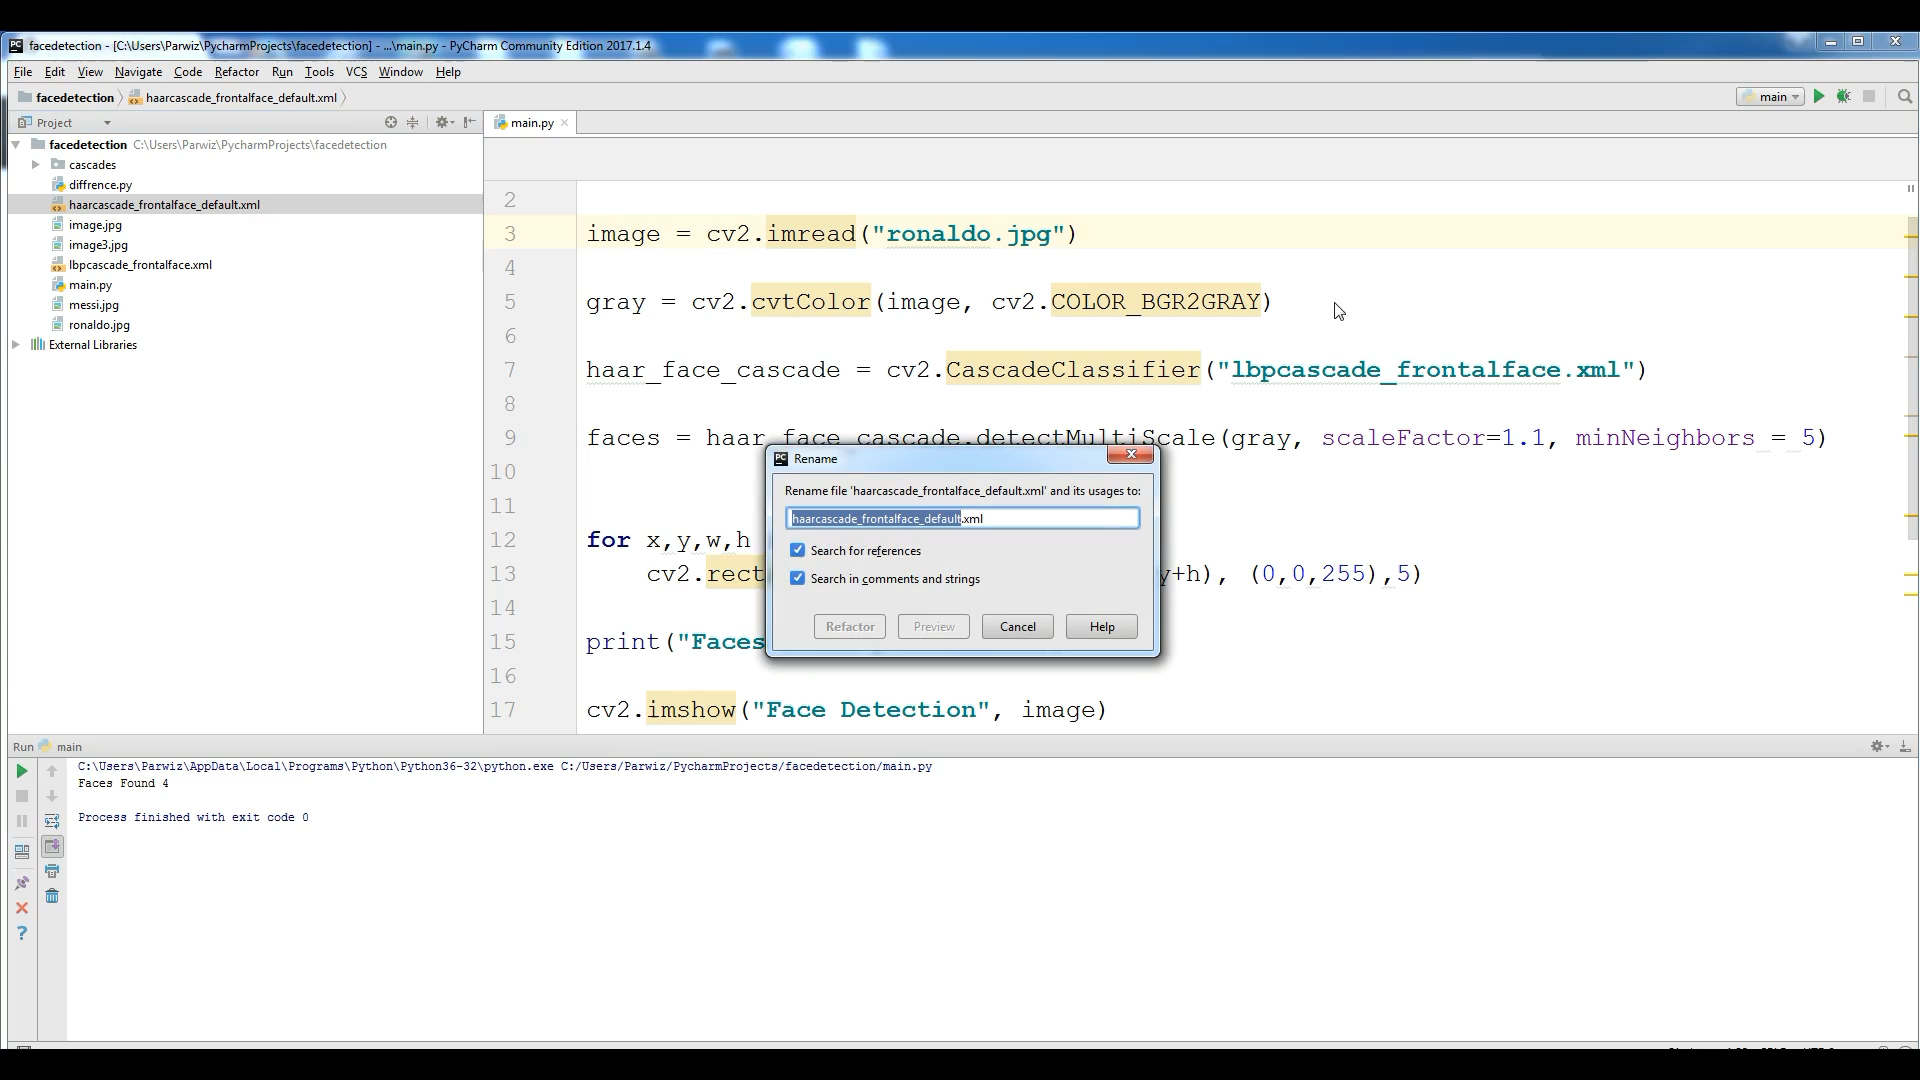 facedetection - [C:\Users\Parwiz\PycharmProjects\facedetection] - ...\main.py - PyCharm Community Edition 2017.1.4
File Edit View Navigate Code Refactor Run Tools VCS Window Help
facedetection haarcascade_frontalface_default.xml
main
Project
main.py
facedetection C:\Users\Parwiz\PycharmProjects\facedetection
cascades
diffrence.py
haarcascade_frontalface_default.xml
image.jpg
image3.jpg
lbpcascade_frontalface.xml
main.py
messi.jpg
ronaldo.jpg
External Libraries
2
3 image = cv2.imread("ronaldo.jpg")
4
5 gray = cv2.cvtColor(image, cv2.COLOR_BGR2GRAY)
6
7 haar_face_cascade = cv2.CascadeClassifier("lbpcascade_frontalface.xml")
8
9 faces = haar_face_cascade.detectMultiScale(gray, scaleFactor=1.1, minNeighbors = 5)
10
11
12 for x,y,w,h
13 cv2.rect y+h), (0,0,255),5)
14
15 print("Faces
16
17 cv2.imshow("Face Detection", image)
Rename
Rename file 'haarcascade_frontalface_default.xml' and its usages to:
haarcascade_frontalface_default.xml
Search for references
Search in comments and strings
Refactor Preview Cancel Help
Run main
C:\Users\Parwiz\AppData\Local\Programs\Python\Python36-32\python.exe C:/Users/Parwiz/PycharmProjects/facedetection/main.py
Faces Found 4
Process finished with exit code 0